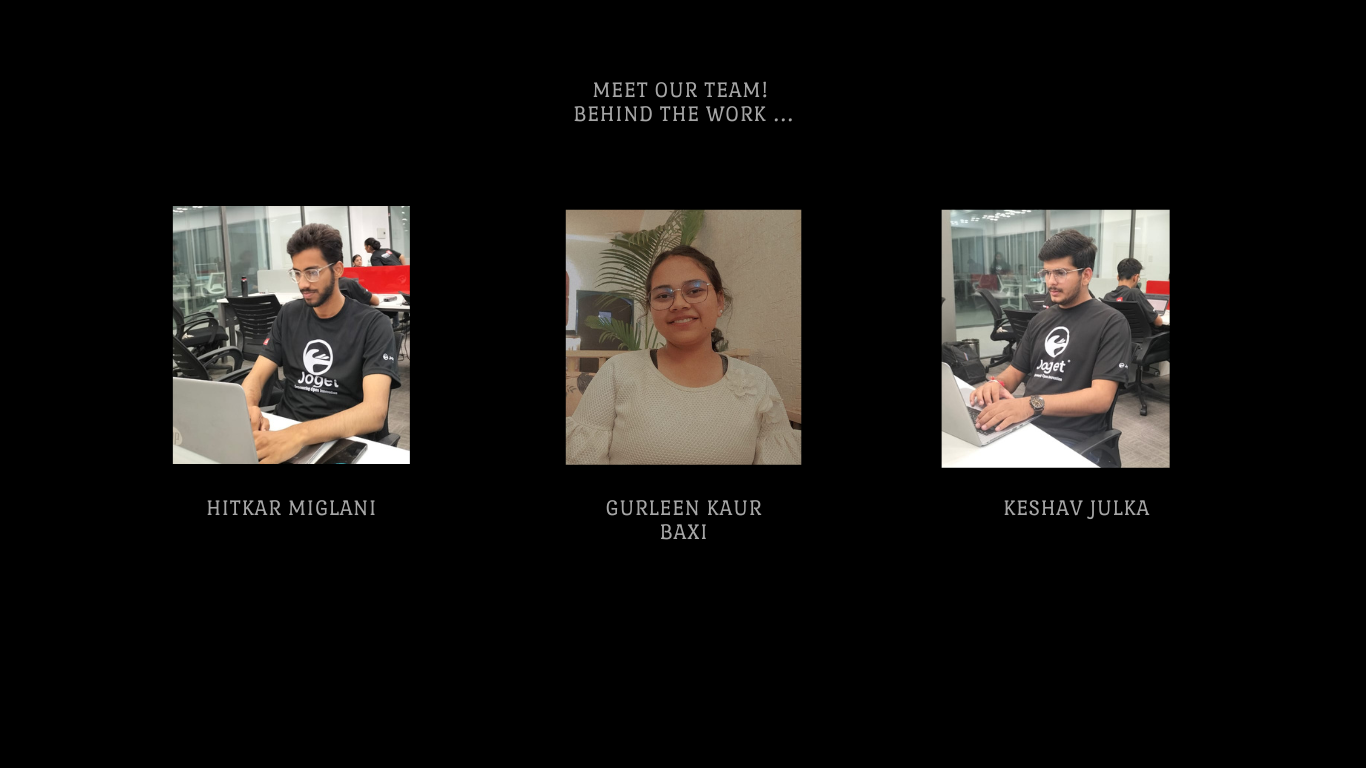 MEET OUR TEAM!
BEHIND THE WORK ...
Joget
Joget
HITKAR MIGLANI
GURLEEN KAUR
BAXI
KESHAV JULKA